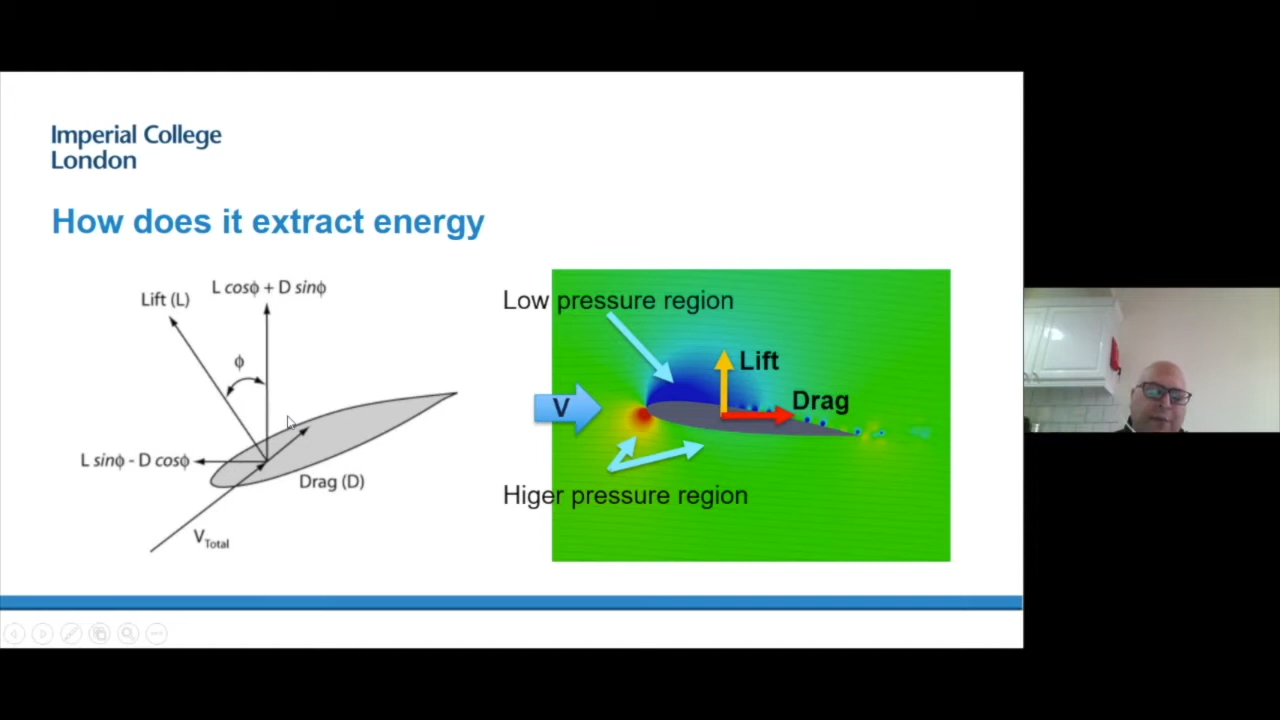 Imperial College
London
How does it extract energy
L cosϕ + D sinϕ
Lift (L)
ϕ
L sinϕ - D cosϕ
Drag (D)
V Total
Low pressure region
Lift
Drag
V
Higer pressure region